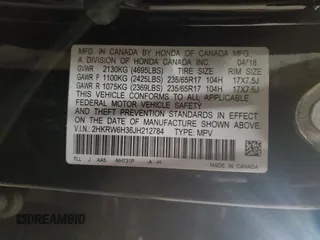 MFD. IN CANADA BY HONDA OF CANADA MFG.,
A DIVISION OF HONDA CANADA INC. 04/18
GVWR 2130KG (4695LBS) TIRE SIZE RIM SIZE
GAWR F 1100KG (2425LBS) 235/65R17 104H 17X7.5J
GAWR R 1075KG (2369LBS) 235/65R17 104H 17X7.5J
THIS VEHICLE CONFORMS TO ALL APPLICABLE
FEDERAL MOTOR VEHICLE SAFETY AND
THEFT PREVENTION STANDARDS IN EFFECT ON
THE DATE OF MANUFACTURE SHOWN ABOVE.
V.I.N.: 2HKRW6H36JH212784 TYPE: MPV
TLL J AA5 NH731P
MADE IN CANADA
DREAMBID